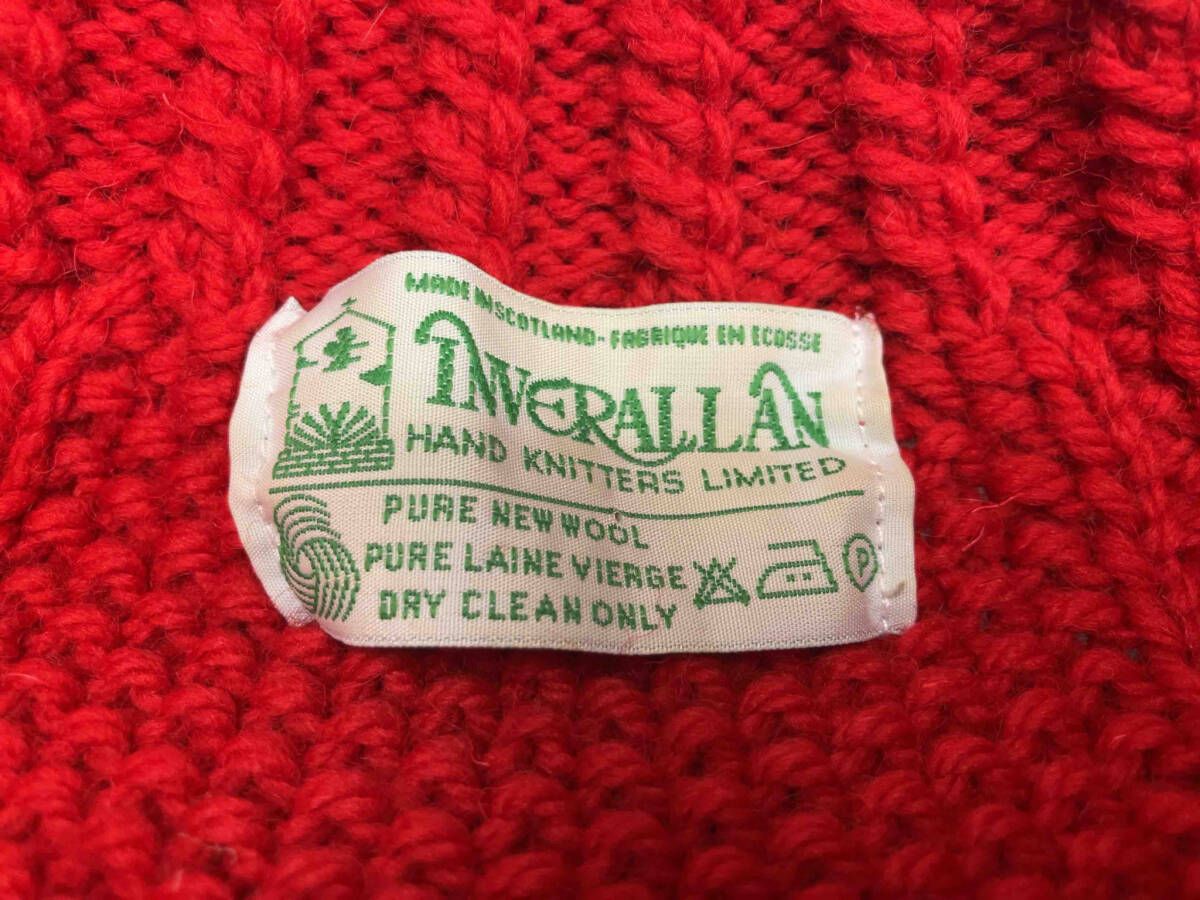 MADE IN SCOTLAND - FABRIQUE EN ECOSSE
INVERALLAN
HAND KNITTERS LIMITED
PURE NEW WOOL
PURE LAINE VIERGE
DRY CLEAN ONLY
P